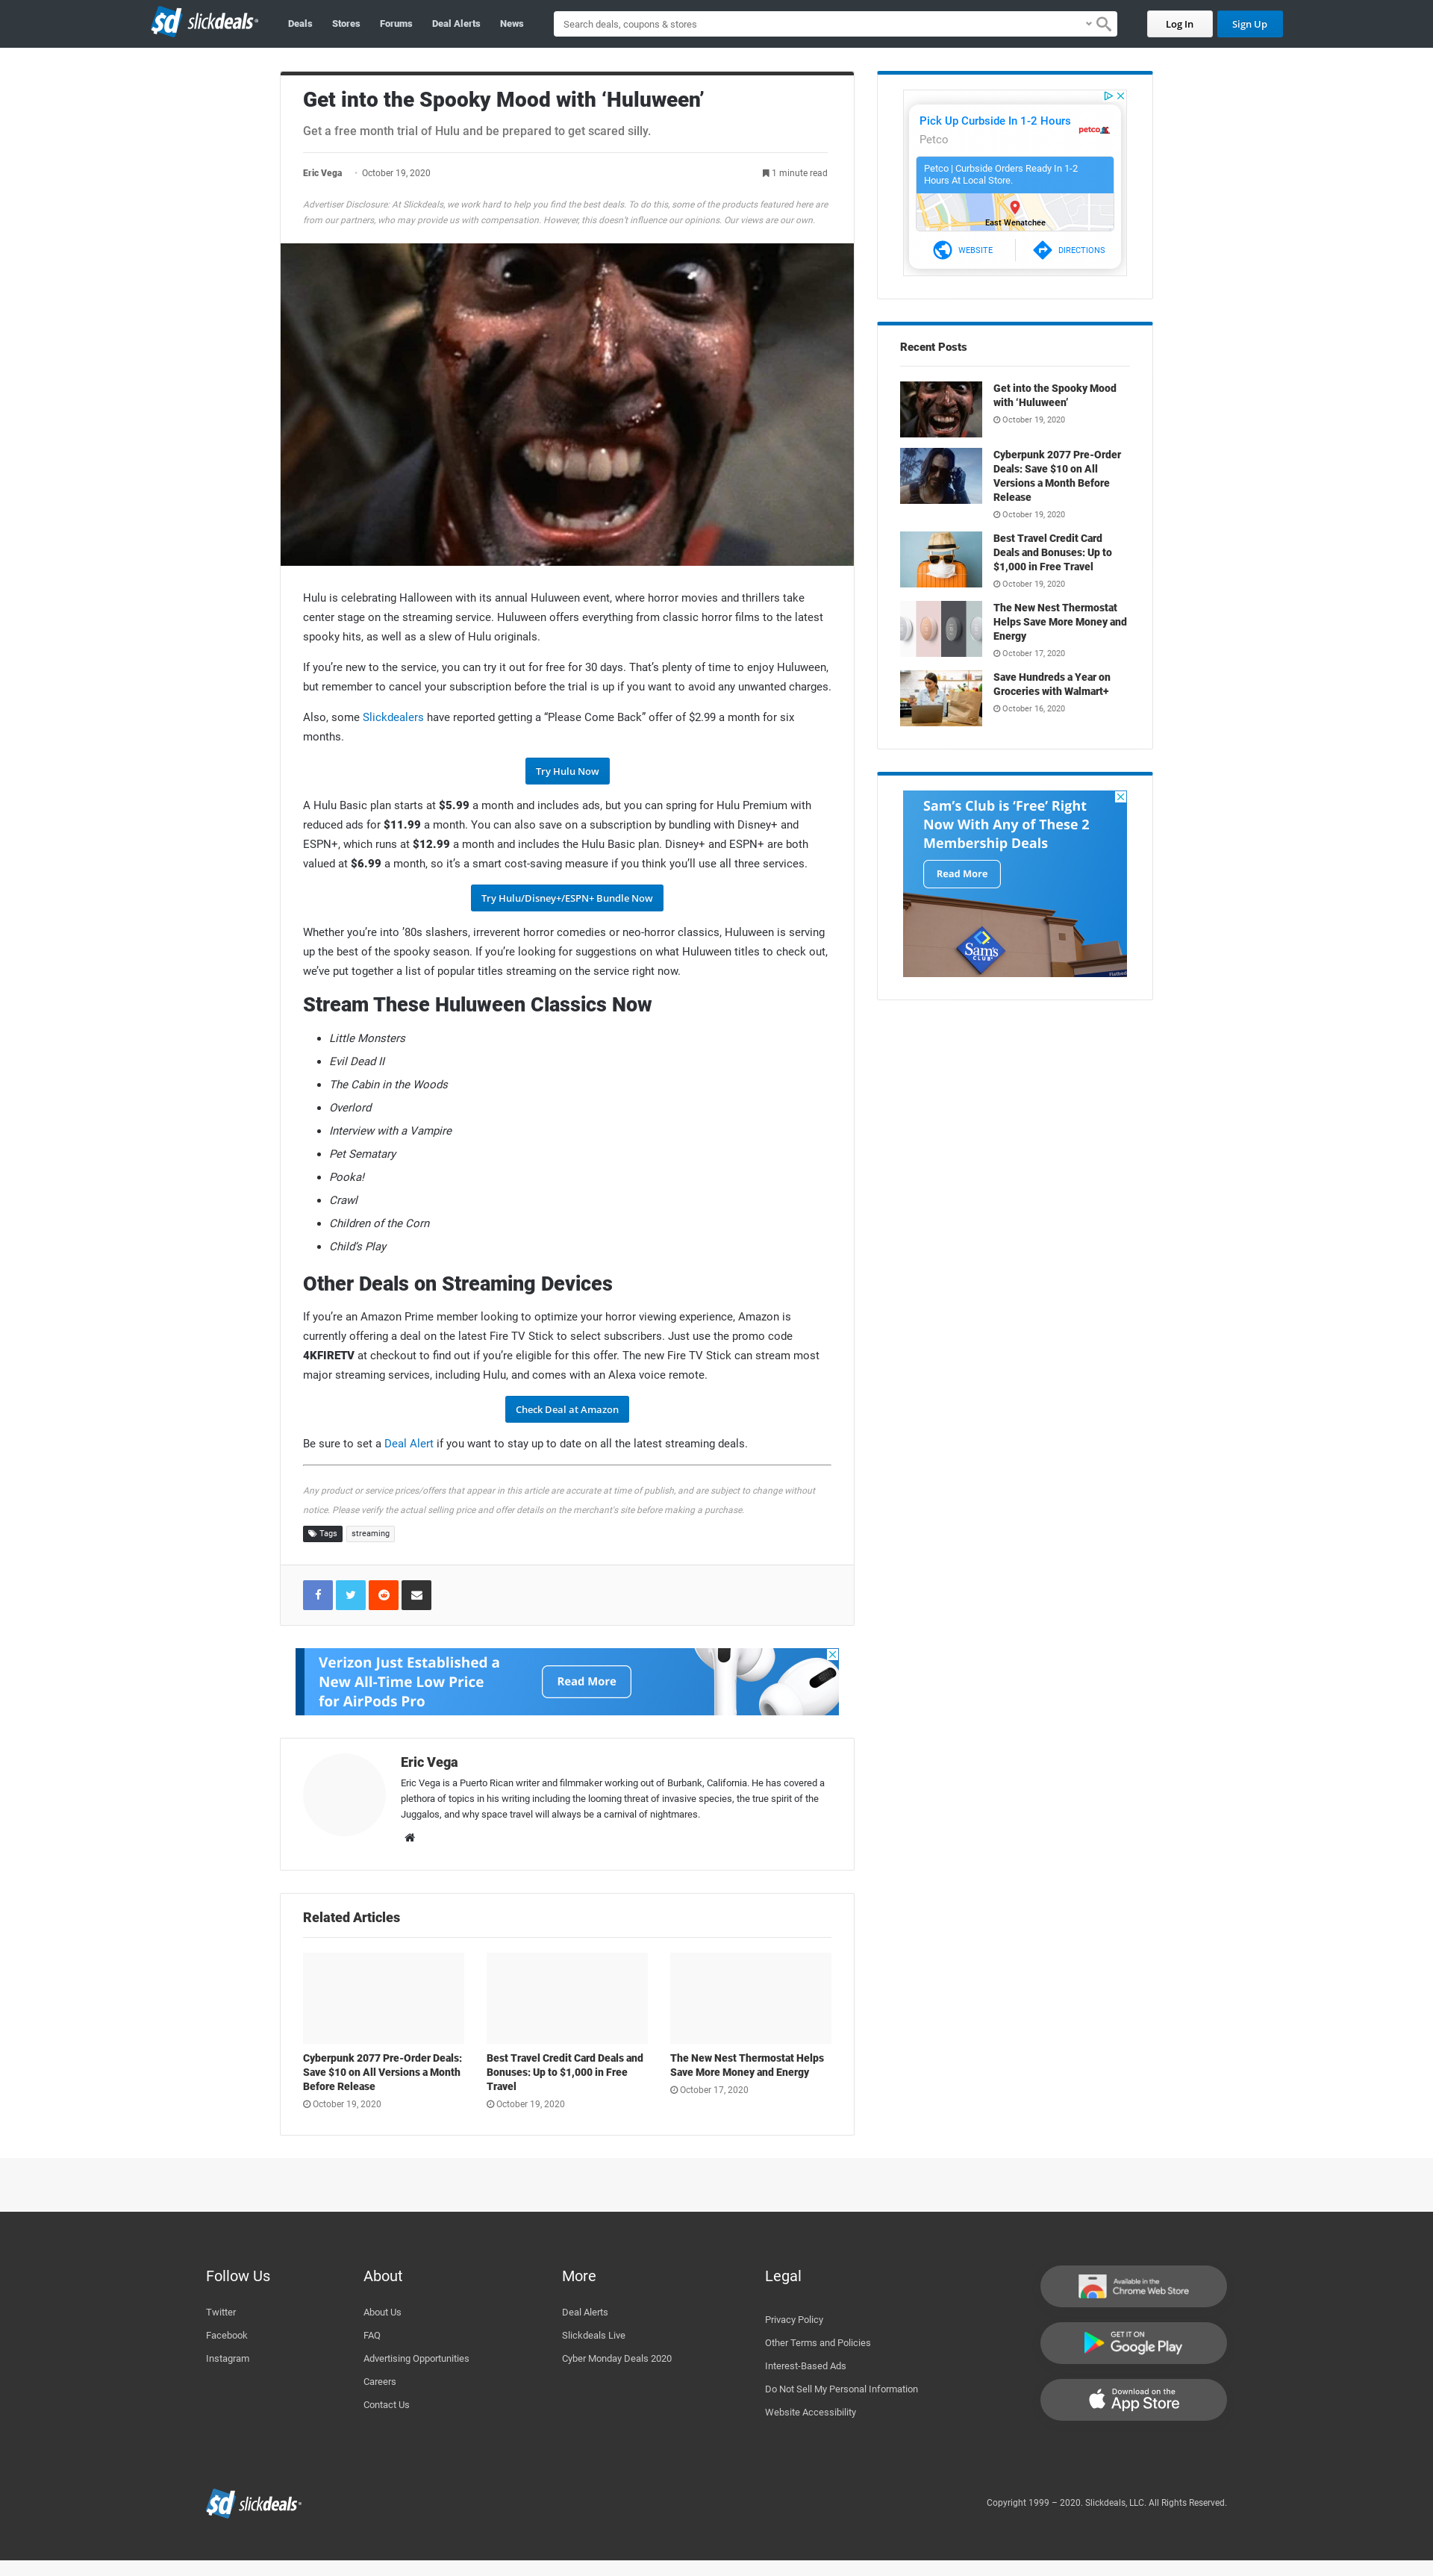 sd slickdeals
Deals
Stores
Forums
Deal Alerts
News
Search deals, coupons & stores
Log In
Sign Up
Get into the Spooky Mood with ‘Huluween’
Get a free month trial of Hulu and be prepared to get scared silly.
Eric Vega · October 19, 2020
1 minute read
Advertiser Disclosure: At Slickdeals, we work hard to help you find the best deals. To do this, some of the products featured here are
from our partners, who may provide us with compensation. However, this doesn’t influence our opinions. Our views are our own.
Hulu is celebrating Halloween with its annual Huluween event, where horror movies and thrillers take
center stage on the streaming service. Huluween offers everything from classic horror films to the latest
spooky hits, as well as a slew of Hulu originals.
If you’re new to the service, you can try it out for free for 30 days. That’s plenty of time to enjoy Huluween,
but remember to cancel your subscription before the trial is up if you want to avoid any unwanted charges.
Also, some Slickdealers have reported getting a “Please Come Back” offer of $2.99 a month for six
months.
Try Hulu Now
A Hulu Basic plan starts at $5.99 a month and includes ads, but you can spring for Hulu Premium with
reduced ads for $11.99 a month. You can also save on a subscription by bundling with Disney+ and
ESPN+, which runs at $12.99 a month and includes the Hulu Basic plan. Disney+ and ESPN+ are both
valued at $6.99 a month, so it’s a smart cost-saving measure if you think you’ll use all three services.
Try Hulu/Disney+/ESPN+ Bundle Now
Whether you’re into ’80s slashers, irreverent horror comedies or neo-horror classics, Huluween is serving
up the best of the spooky season. If you’re looking for suggestions on what Huluween titles to check out,
we’ve put together a list of popular titles streaming on the service right now.
Stream These Huluween Classics Now
• Little Monsters
• Evil Dead II
• The Cabin in the Woods
• Overlord
• Interview with a Vampire
• Pet Sematary
• Pooka!
• Crawl
• Children of the Corn
• Child’s Play
Other Deals on Streaming Devices
If you’re an Amazon Prime member looking to optimize your horror viewing experience, Amazon is
currently offering a deal on the latest Fire TV Stick to select subscribers. Just use the promo code
4KFIRETV at checkout to find out if you’re eligible for this offer. The new Fire TV Stick can stream most
major streaming services, including Hulu, and comes with an Alexa voice remote.
Check Deal at Amazon
Be sure to set a Deal Alert if you want to stay up to date on all the latest streaming deals.
Any product or service prices/offers that appear in this article are accurate at time of publish, and are subject to change without
notice. Please verify the actual selling price and offer details on the merchant’s site before making a purchase.
Tags
streaming
Verizon Just Established a
New All-Time Low Price
for AirPods Pro
Read More
Eric Vega
Eric Vega is a Puerto Rican writer and filmmaker working out of Burbank, California. He has covered a
plethora of topics in his writing including the looming threat of invasive species, the true spirit of the
Juggalos, and why space travel will always be a carnival of nightmares.
Related Articles
Cyberpunk 2077 Pre-Order Deals:
Save $10 on All Versions a Month
Before Release
October 19, 2020
Best Travel Credit Card Deals and
Bonuses: Up to $1,000 in Free
Travel
October 19, 2020
The New Nest Thermostat Helps
Save More Money and Energy
October 17, 2020
Pick Up Curbside In 1-2 Hours
Petco
petco
Petco | Curbside Orders Ready In 1-2
Hours At Local Store.
East Wenatchee
WEBSITE
DIRECTIONS
Recent Posts
Get into the Spooky Mood
with ‘Huluween’
October 19, 2020
Cyberpunk 2077 Pre-Order
Deals: Save $10 on All
Versions a Month Before
Release
October 19, 2020
Best Travel Credit Card
Deals and Bonuses: Up to
$1,000 in Free Travel
October 19, 2020
The New Nest Thermostat
Helps Save More Money and
Energy
October 17, 2020
Save Hundreds a Year on
Groceries with Walmart+
October 16, 2020
Sam’s Club is ‘Free’ Right
Now With Any of These 2
Membership Deals
Read More
Sam’s
CLUB
Follow Us
Twitter
Facebook
Instagram
About
About Us
FAQ
Advertising Opportunities
Careers
Contact Us
More
Deal Alerts
Slickdeals Live
Cyber Monday Deals 2020
Legal
Privacy Policy
Other Terms and Policies
Interest-Based Ads
Do Not Sell My Personal Information
Website Accessibility
Available in the
Chrome Web Store
GET IT ON
Google Play
Download on the
App Store
sd slickdeals
Copyright 1999 – 2020. Slickdeals, LLC. All Rights Reserved.